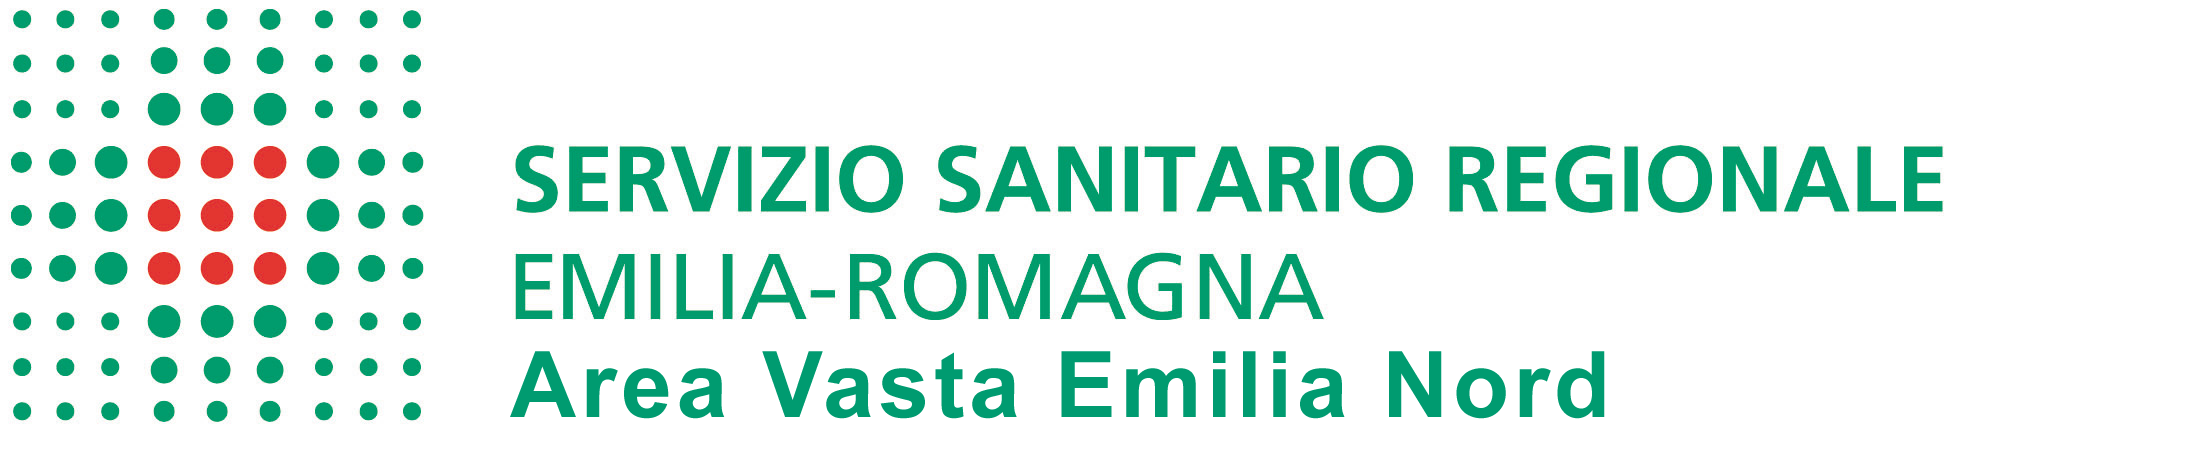 SERVIZIO SANITARIO REGIONALE
EMILIA-ROMAGNA
Area Vasta Emilia Nord